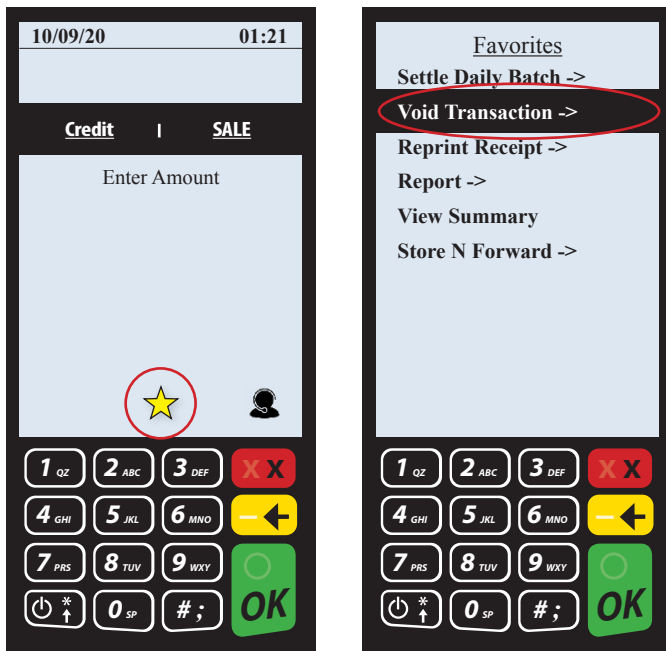 10/09/20 01:21
Credit | SALE
Enter Amount
1 QZ 2 ABC 3 DEF X X
4 GHI 5 JKL 6 MNO
7 PRS 8 TUV 9 WXY
* 0 SP # ; OK
Favorites
Settle Daily Batch ->
Void Transaction ->
Reprint Receipt ->
Report ->
View Summary
Store N Forward ->
1 QZ 2 ABC 3 DEF X X
4 GHI 5 JKL 6 MNO
7 PRS 8 TUV 9 WXY
* 0 SP # ; OK